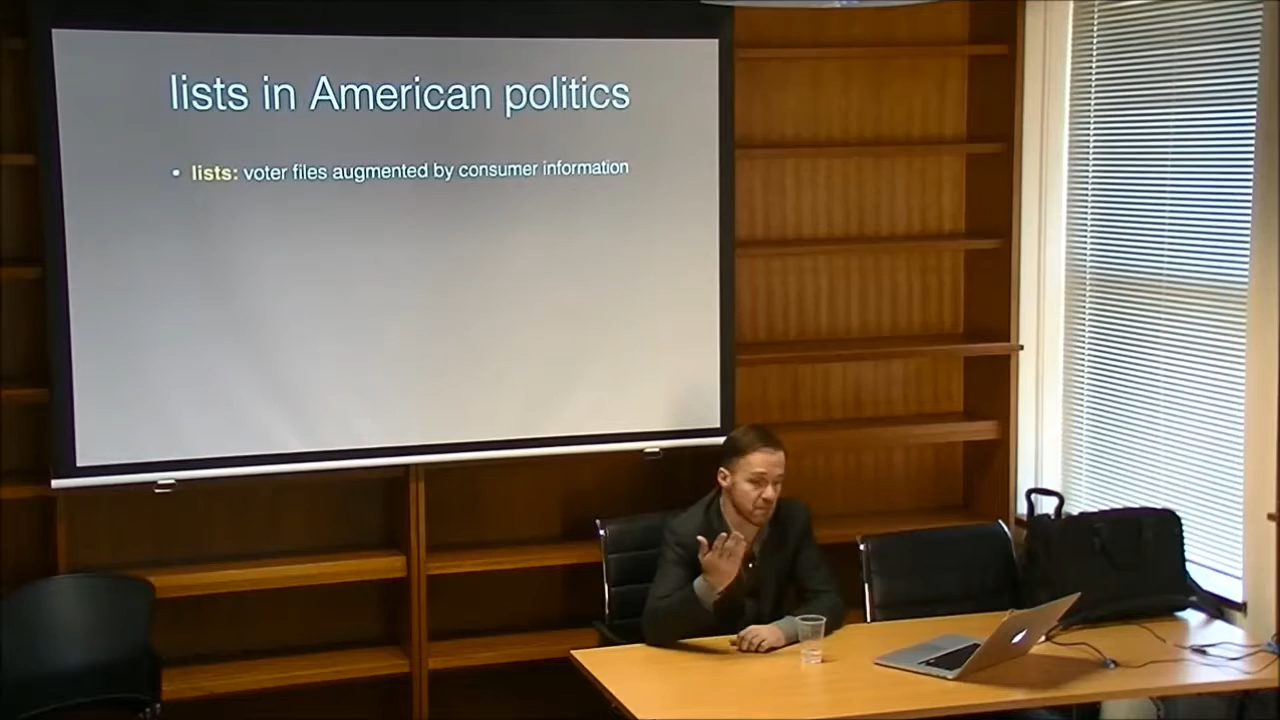 lists in American politics
• lists: voter files augmented by consumer information